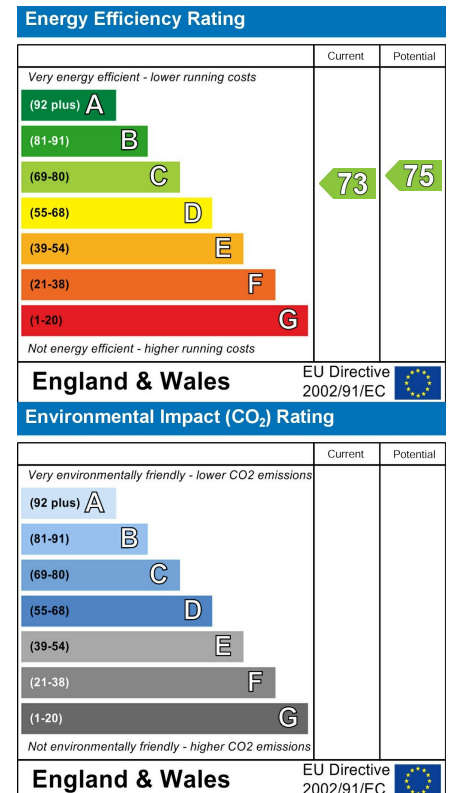 Energy Efficiency Rating
Current Potential
Very energy efficient - lower running costs
(92 plus) A
(81-91) B
(69-80) C
73 75
(55-68) D
(39-54) E
(21-38) F
(1-20) G
Not energy efficient - higher running costs
England & Wales
EU Directive
2002/91/EC
Environmental Impact (CO₂) Rating
Current Potential
Very environmentally friendly - lower CO2 emissions
(92 plus) A
(81-91) B
(69-80) C
(55-68) D
(39-54) E
(21-38) F
(1-20) G
Not environmentally friendly - higher CO2 emissions
England & Wales
EU Directive
2002/91/EC